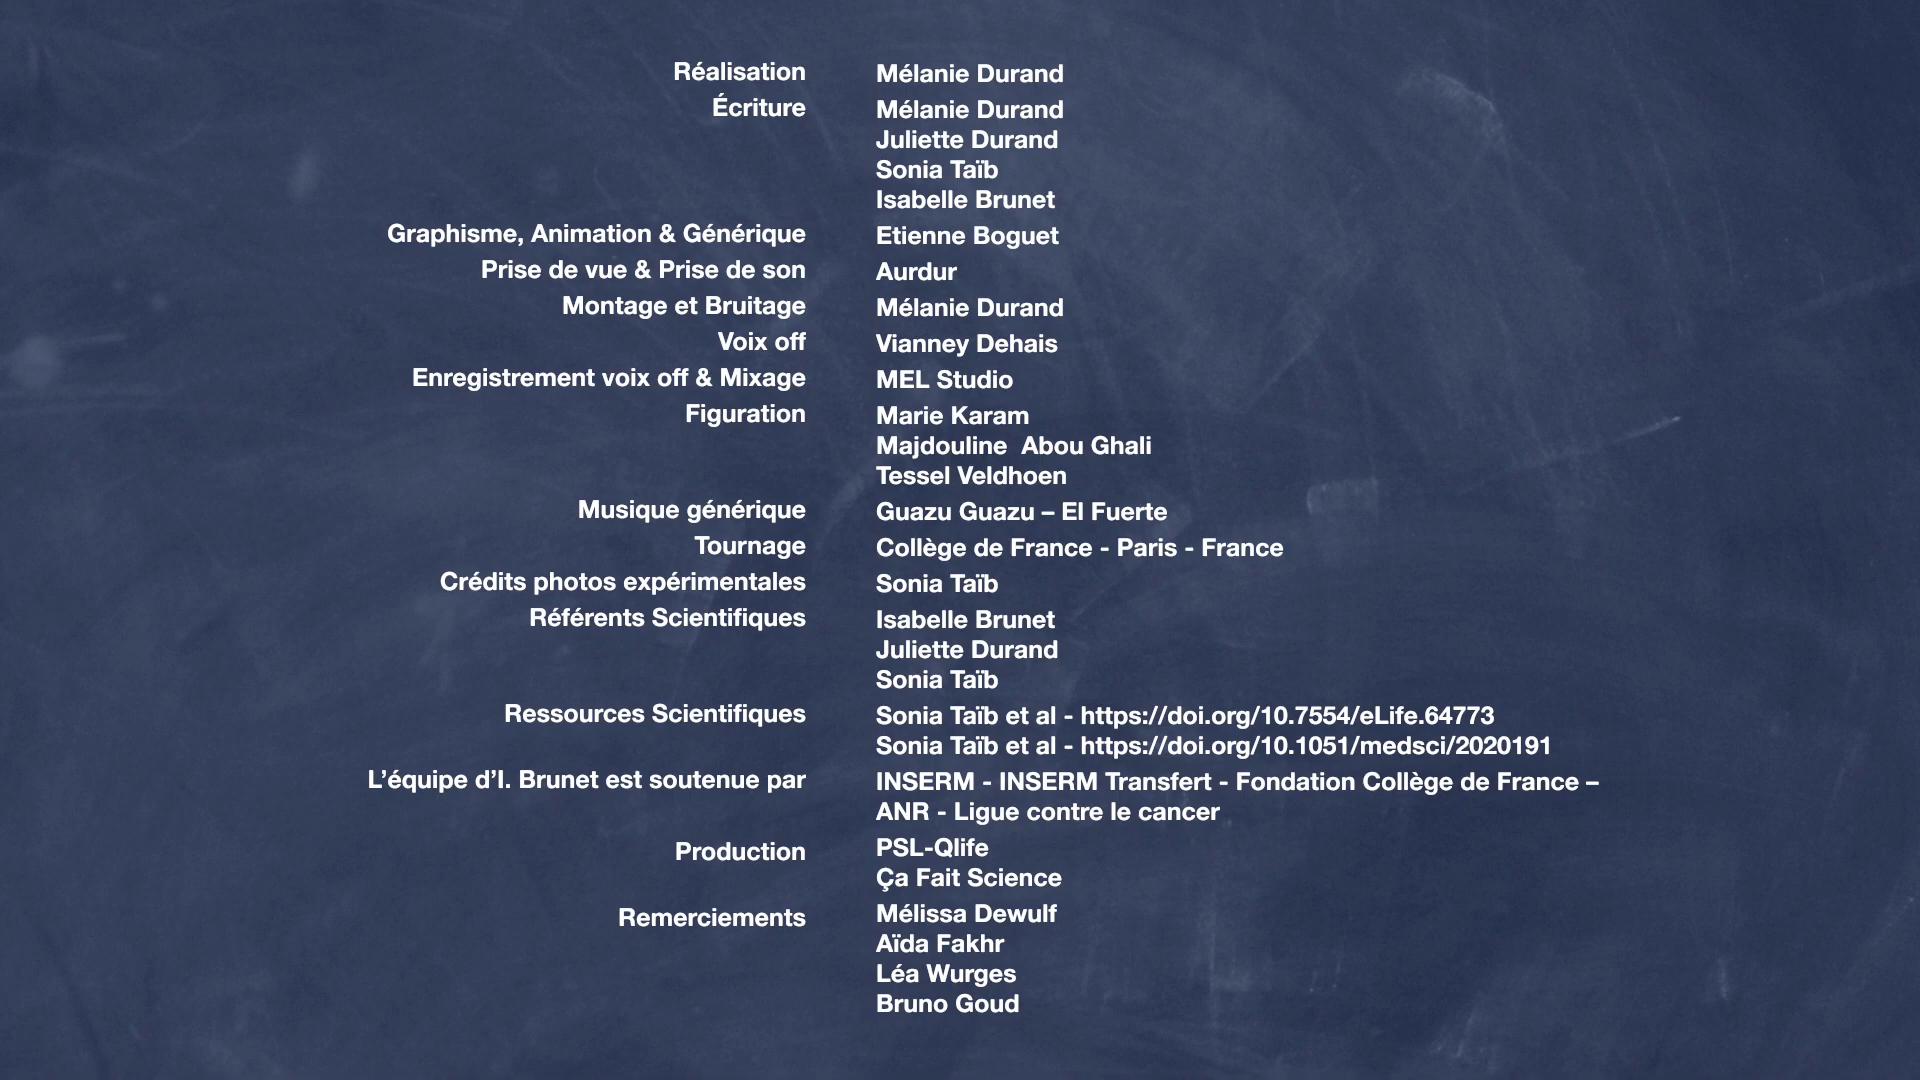 Réalisation Mélanie Durand
Écriture Mélanie Durand
Juliette Durand
Sonia Taïb
Isabelle Brunet
Graphisme, Animation & Générique Etienne Boguet
Prise de vue & Prise de son Aurdur
Montage et Bruitage Mélanie Durand
Voix off Vianney Dehais
Enregistrement voix off & Mixage MEL Studio
Figuration Marie Karam
Majdouline  Abou Ghali
Tessel Veldhoen
Musique générique Guazu Guazu – El Fuerte
Tournage Collège de France - Paris - France
Crédits photos expérimentales Sonia Taïb
Référents Scientifiques Isabelle Brunet
Juliette Durand
Sonia Taïb
Ressources Scientifiques Sonia Taïb et al - https://doi.org/10.7554/eLife.64773
Sonia Taïb et al - https://doi.org/10.1051/medsci/2020191
L’équipe d’I. Brunet est soutenue par INSERM - INSERM Transfert - Fondation Collège de France –
ANR - Ligue contre le cancer
Production PSL-Qlife
Ça Fait Science
Remerciements Mélissa Dewulf
Aïda Fakhr
Léa Wurges
Bruno Goud